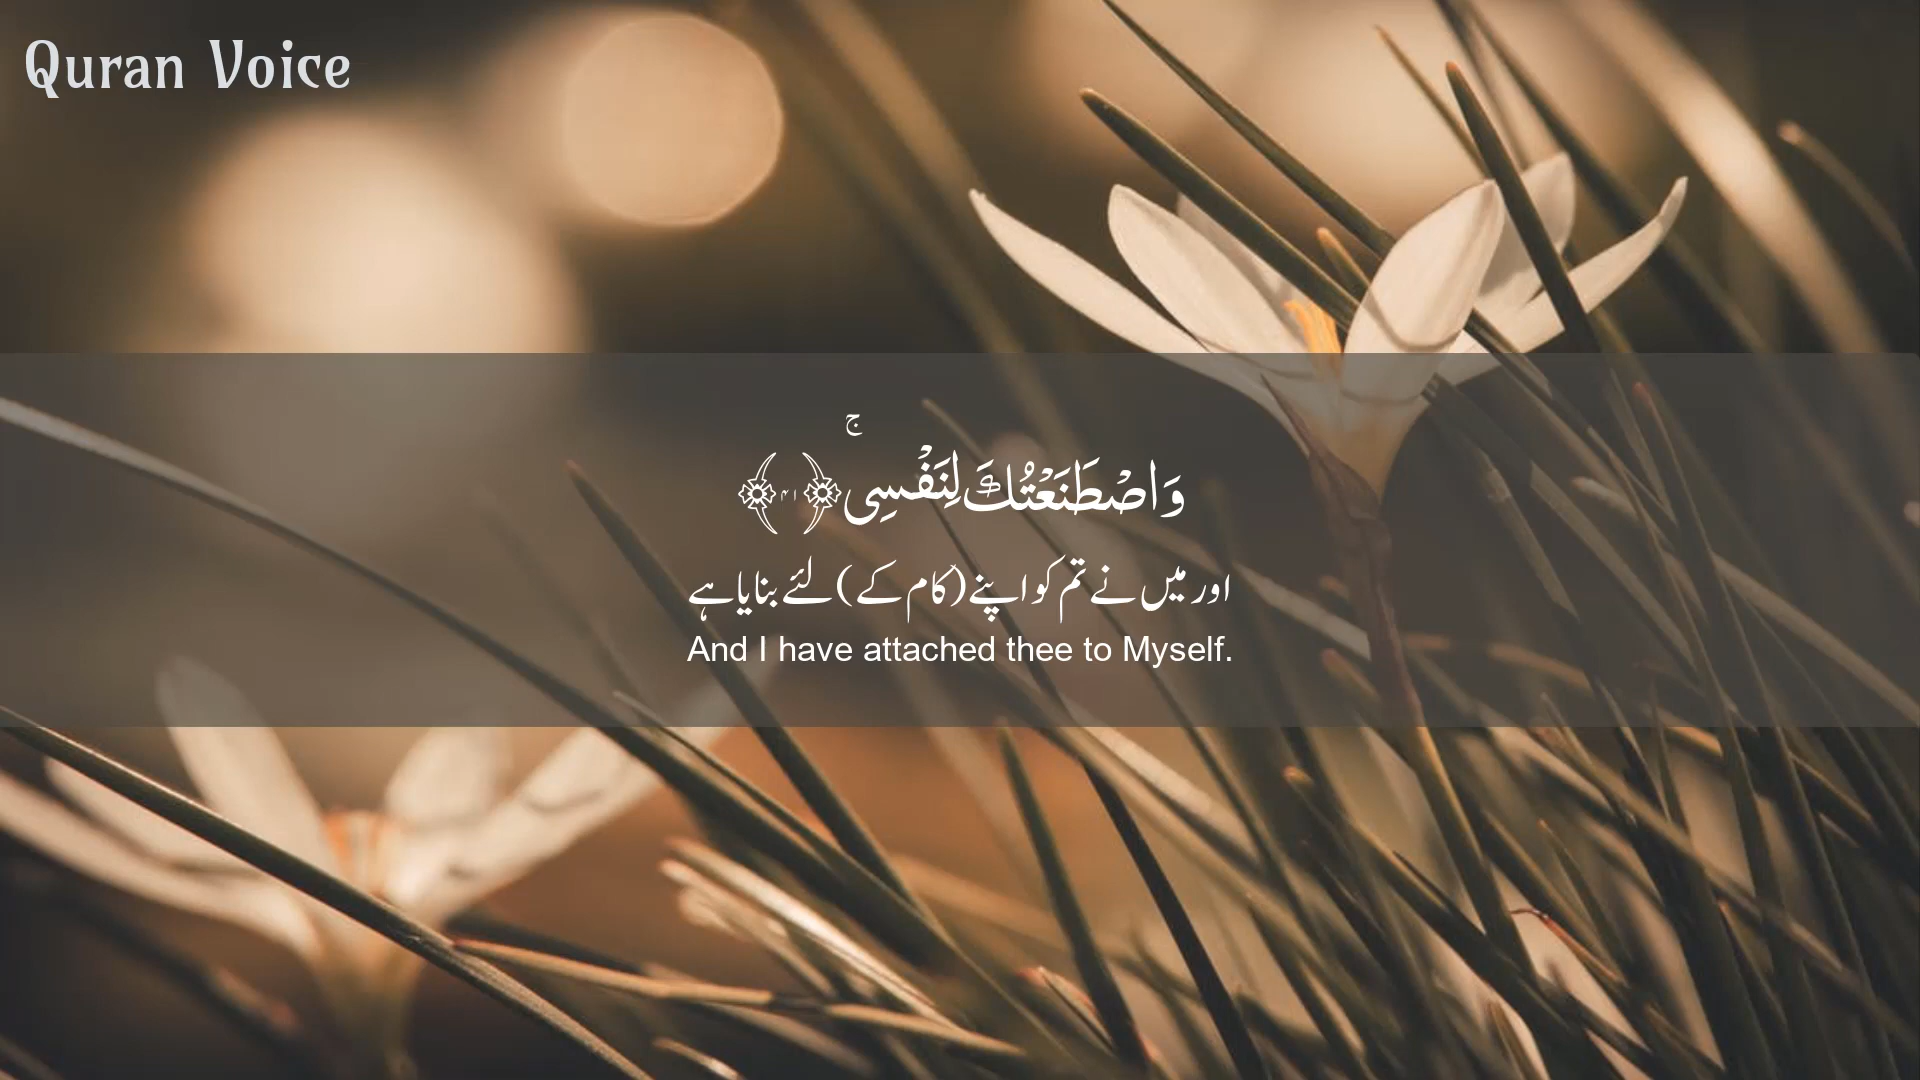 Quran Voice
وَاصْطَنَعْتُكَ لِنَفْسِیۚ﴿۴۱﴾
اور میں نے تم کو اپنے (کام کے) لئے بنایا ہے
And I have attached thee to Myself.